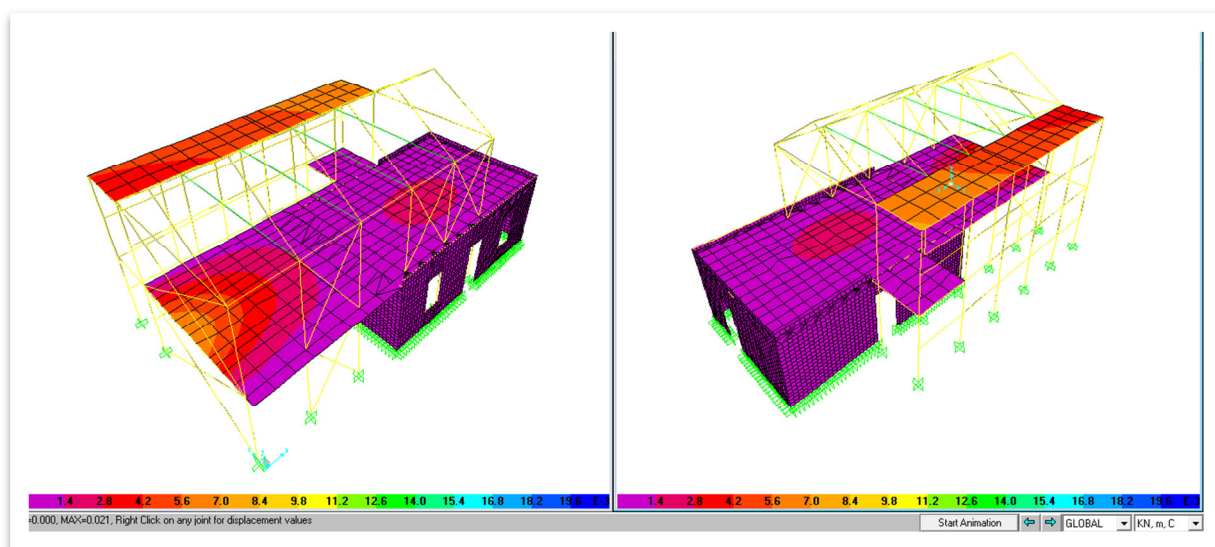 1.4 2.8 4.2 5.6 7.0 8.4 9.8 11.2 12.6 14.0 15.4 16.8 18.2 19.6 E-3
1.4 2.8 4.2 5.6 7.0 8.4 9.8 11.2 12.6 14.0 15.4 16.8 18.2 19.6 E-3
=0.000, MAX=0.021, Right Click on any joint for displacement values
Start Animation
GLOBAL
KN, m, C